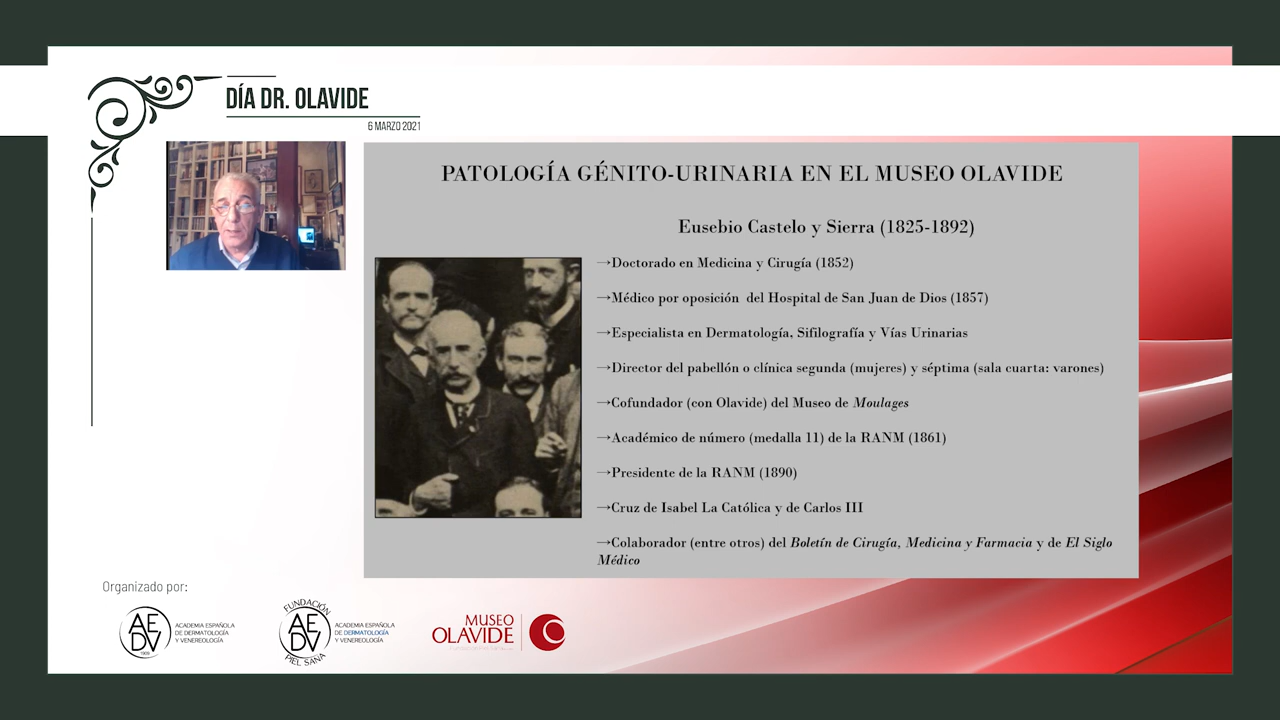 DÍA DR. OLAVIDE
6 MARZO 2021
PATOLOGÍA GÉNITO-URINARIA EN EL MUSEO OLAVIDE
Eusebio Castelo y Sierra (1825-1892)
→Doctorado en Medicina y Cirugía (1852)
→Médico por oposición del Hospital de San Juan de Dios (1857)
→Especialista en Dermatología, Sifilografía y Vías Urinarias
→Director del pabellón o clínica segunda (mujeres) y séptima (sala cuarta: varones)
→Cofundador (con Olavide) del Museo de Moulages
→Académico de número (medalla 11) de la RANM (1861)
→Presidente de la RANM (1890)
→Cruz de Isabel La Católica y de Carlos III
→Colaborador (entre otros) del Boletín de Cirugía, Medicina y Farmacia y de El Siglo
Médico
Organizado por:
AEDV
1909
ACADEMIA ESPAÑOLA
DE DERMATOLOGÍA
Y VENEREOLOGÍA
FUNDACIÓN
AEDV
PIEL SANA
ACADEMIA ESPAÑOLA
DE DERMATOLOGÍA
Y VENEREOLOGÍA
MUSEO
OLAVIDE